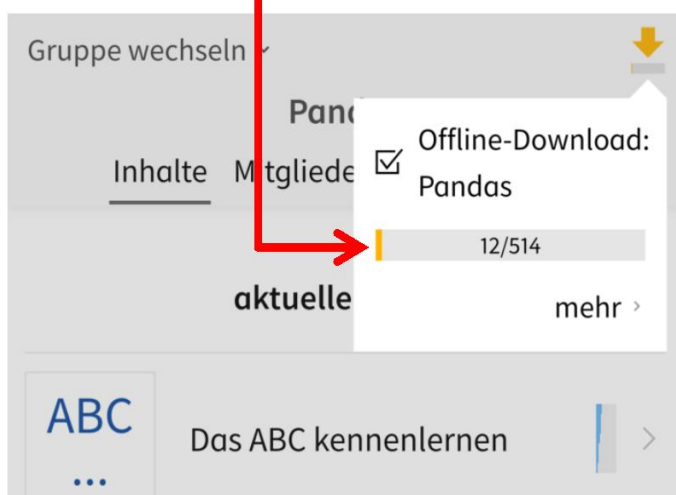 Gruppe wechseln
Offline-Download:
Pandas
Inhalte
12/514
aktuelle
mehr
ABC
...
Das ABC kennenlernen